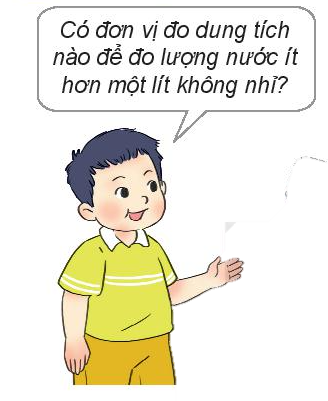 Có đơn vị đo dung tích
nào để đo lượng nước ít
hơn một lít không nhỉ?